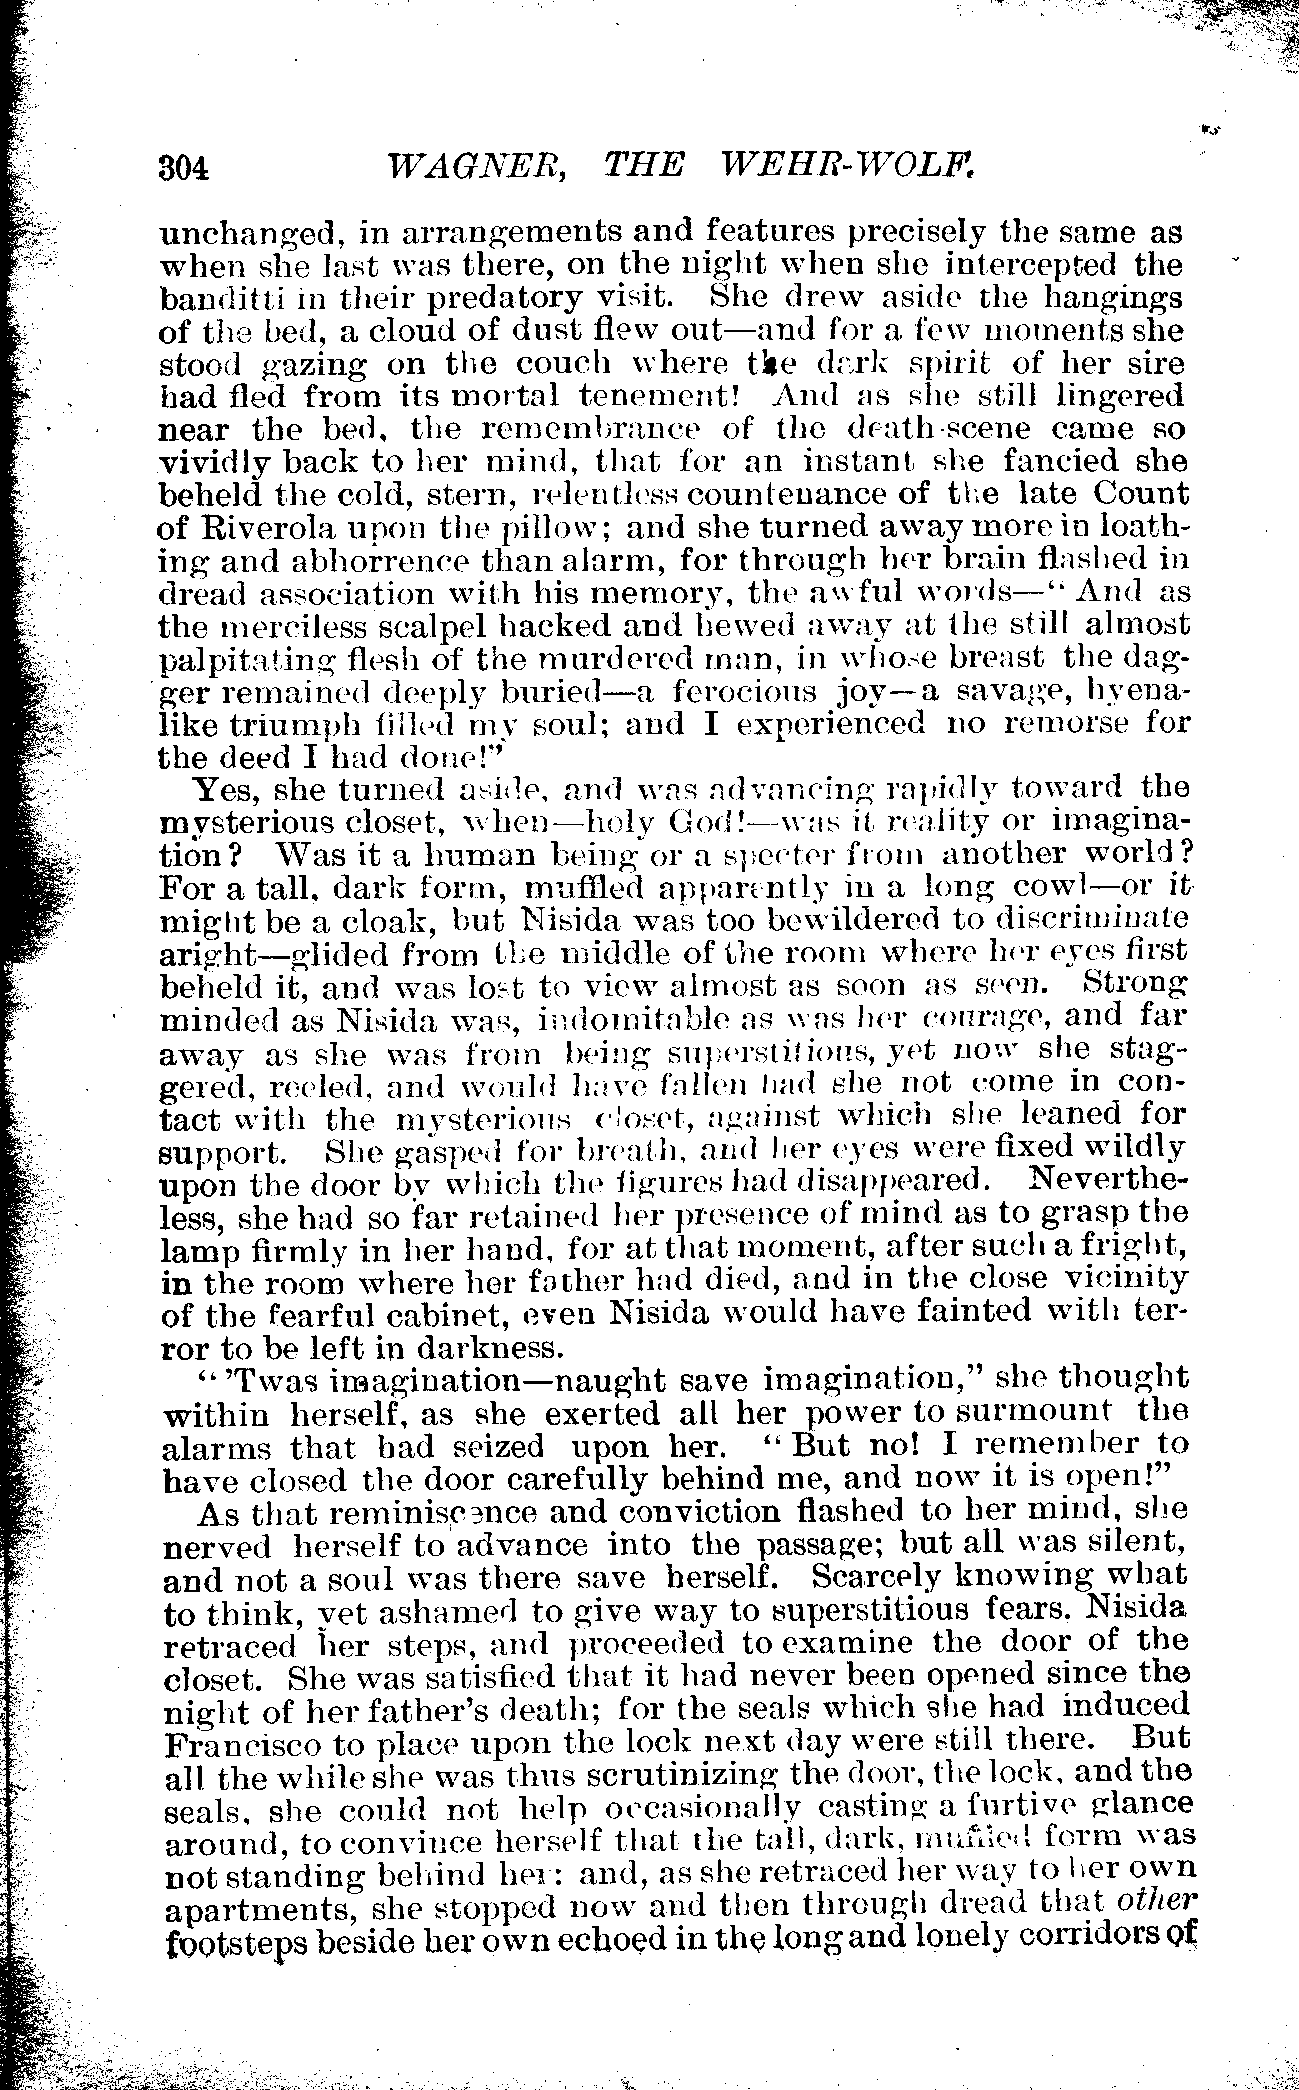 304 WAGNER, THE WEHR-WOLF.
unchanged, in arrangements and features precisely the same as
when she last was there, on the night when she intercepted the
banditti in their predatory visit. She drew aside the hangings
of the bed, a cloud of dust flew out—and for a few moments she
stood gazing on the couch where the dark spirit of her sire
had fled from its mortal tenement! And as she still lingered
near the bed, the remembrance of the death-scene came so
vividly back to her mind, that for an instant she fancied she
beheld the cold, stern, relentless countenance of the late Count
of Riverola upon the pillow; and she turned away more in loath-
ing and abhorrence than alarm, for through her brain flashed in
dread association with his memory, the awful words—“ And as
the merciless scalpel hacked and hewed away at the still almost
palpitating flesh of the murdered man, in whose breast the dag-
ger remained deeply buried—a ferocious joy—a savage, hyena-
like triumph filled my soul; and I experienced no remorse for
the deed I had done!”
Yes, she turned aside, and was advancing rapidly toward the
mysterious closet, when—holy God!—was it reality or imagina-
tion? Was it a human being or a specter from another world?
For a tall, dark form, muffled apparently in a long cowl—or it
might be a cloak, but Nisida was too bewildered to discriminate
aright—glided from the middle of the room where her eyes first
beheld it, and was lost to view almost as soon as seen. Strong
minded as Nisida was, indomitable as was her courage, and far
away as she was from being superstitious, yet now she stag-
gered, reeled, and would have fallen had she not come in con-
tact with the mysterious closet, against which she leaned for
support. She gasped for breath, and her eyes were fixed wildly
upon the door by which the figures had disappeared. Neverthe-
less, she had so far retained her presence of mind as to grasp the
lamp firmly in her hand, for at that moment, after such a fright,
in the room where her father had died, and in the close vicinity
of the fearful cabinet, even Nisida would have fainted with ter-
ror to be left in darkness.
“ ’Twas imagination—naught save imagination,” she thought
within herself, as she exerted all her power to surmount the
alarms that had seized upon her. “ But no! I remember to
have closed the door carefully behind me, and now it is open!”
As that reminiscence and conviction flashed to her mind, she
nerved herself to advance into the passage; but all was silent,
and not a soul was there save herself. Scarcely knowing what
to think, yet ashamed to give way to superstitious fears. Nisida
retraced her steps, and proceeded to examine the door of the
closet. She was satisfied that it had never been opened since the
night of her father's death; for the seals which she had induced
Francisco to place upon the lock next day were still there. But
all the while she was thus scrutinizing the door, the lock, and the
seals, she could not help occasionally casting a furtive glance
around, to convince herself that the tall, dark, muffled form was
not standing behind her: and, as she retraced her way to her own
apartments, she stopped now and then through dread that other
footsteps beside her own echoed in the long and lonely corridors of